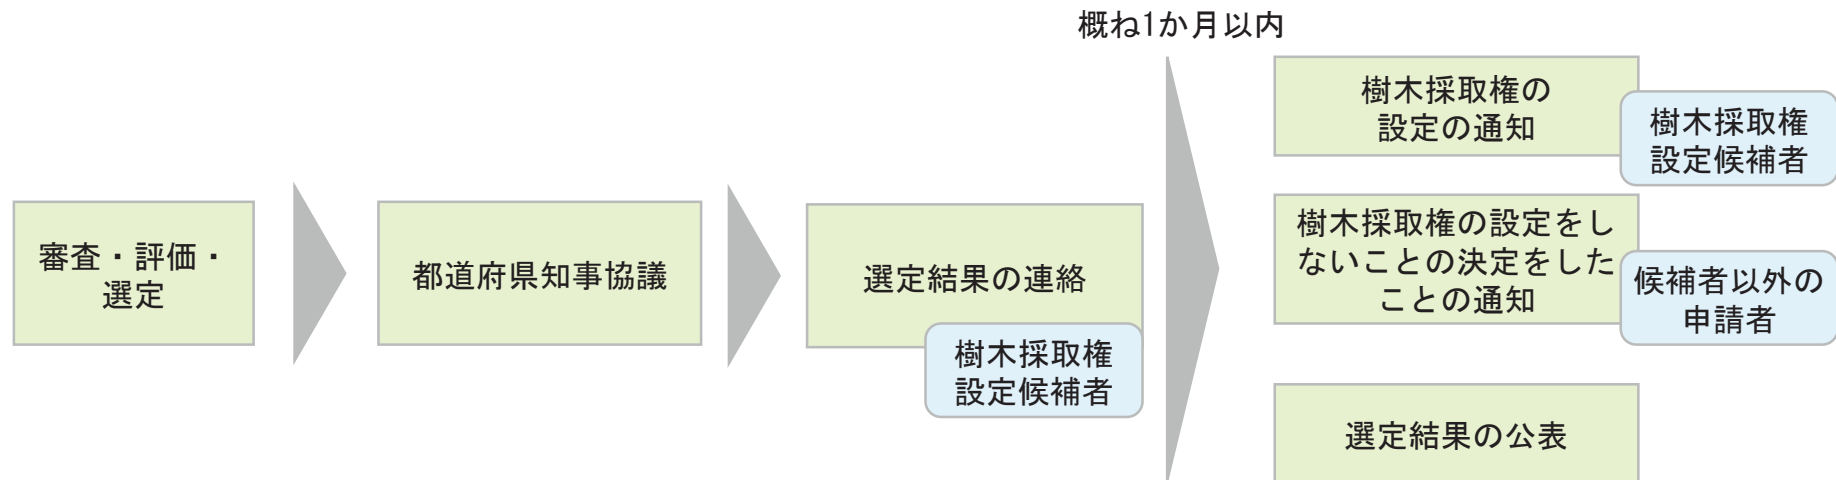 概ね1か月以内
審査・評価・
選定
都道府県知事協議
選定結果の連絡
樹木採取権
設定候補者
樹木採取権の
設定の通知
樹木採取権
設定候補者
樹木採取権の設定をし
ないことの決定をした
ことの通知
候補者以外の
申請者
選定結果の公表